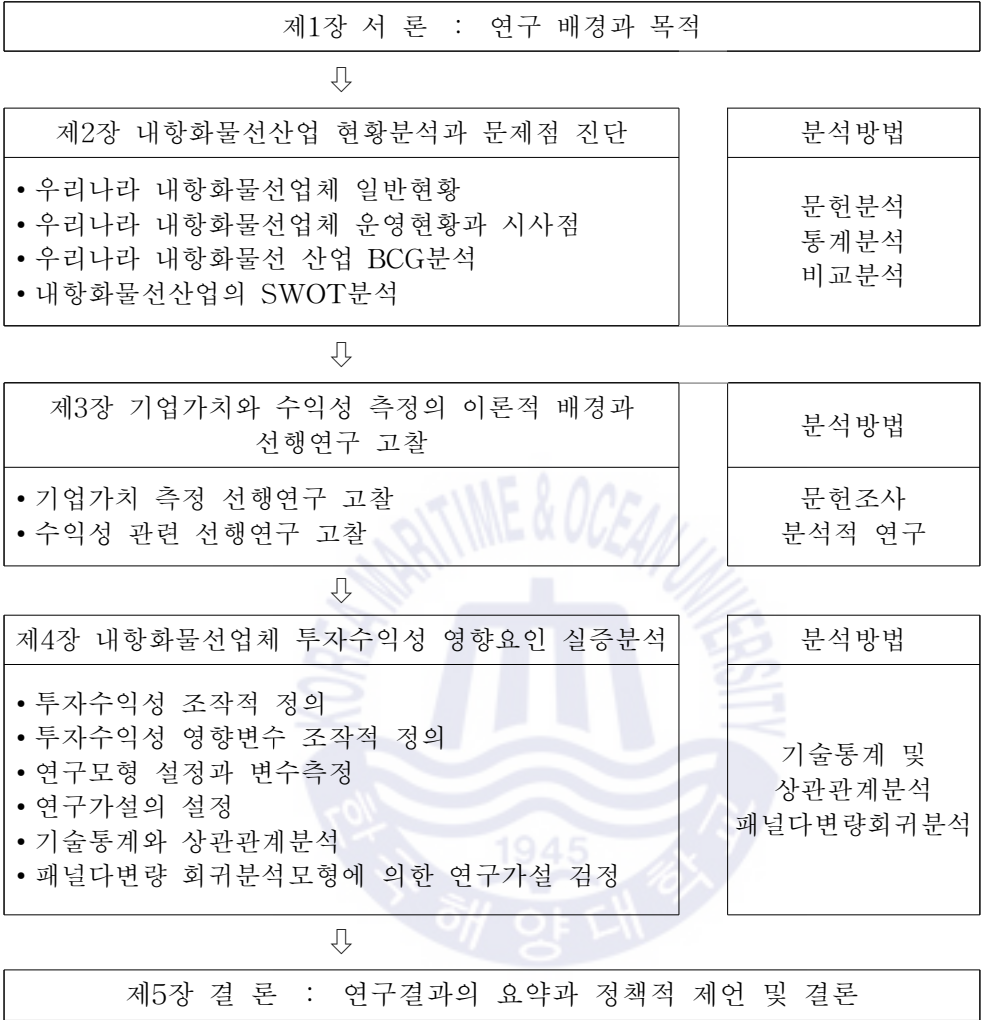 제1장 서 론 : 연구 배경과 목적
⇩
제2장 내항화물선산업 현황분석과 문제점 진단
분석방법
• 우리나라 내항화물선업체 일반현황
• 우리나라 내항화물선업체 운영현황과 시사점
• 우리나라 내항화물선 산업 BCG분석
• 내항화물선산업의 SWOT분석
문헌분석
통계분석
비교분석
⇩
제3장 기업가치와 수익성 측정의 이론적 배경과
선행연구 고찰
분석방법
• 기업가치 측정 선행연구 고찰
• 수익성 관련 선행연구 고찰
문헌조사
분석적 연구
⇩
제4장 내항화물선업체 투자수익성 영향요인 실증분석
분석방법
• 투자수익성 조작적 정의
• 투자수익성 영향변수 조작적 정의
• 연구모형 설정과 변수측정
• 연구가설의 설정
• 기술통계와 상관관계분석
• 패널다변량 회귀분석모형에 의한 연구가설 검정
기술통계 및
상관관계분석
패널다변량회귀분석
⇩
제5장 결 론 : 연구결과의 요약과 정책적 제언 및 결론
KOREA MARITIME & OCEAN UNIVERSITY
1945
한국해양대학교